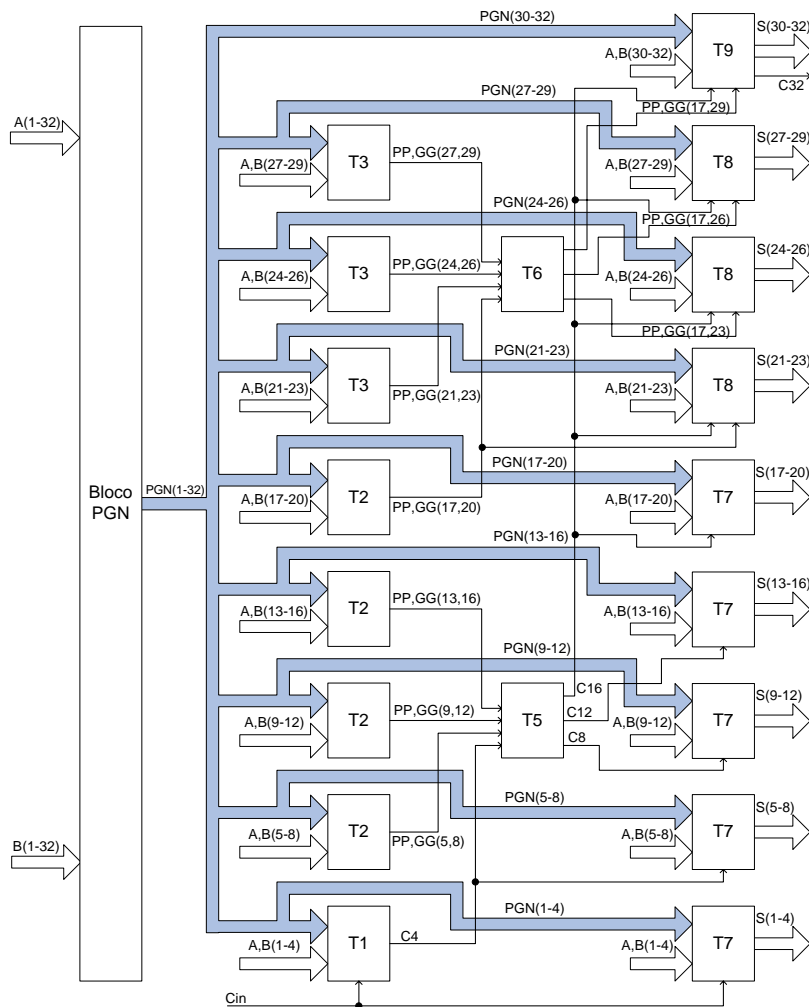 PGN(30-32)
S(30-32)
T9
A,B(30-32)
C32
PGN(27-29)
PP,GG(17,29)
A(1-32)
T3
PP,GG(27,29)
A,B(27-29)
S(27-29)
T8
A,B(27-29)
PGN(24-26)
PP,GG(17,26)
T3
PP,GG(24,26)
A,B(24-26)
T6
S(24-26)
T8
A,B(24-26)
PGN(21-23)
PP,GG(17,23)
T3
PP,GG(21,23)
A,B(21-23)
S(21-23)
T8
A,B(21-23)
PGN(17-20)
Bloco
PGN
PGN(1-32)
T2
PP,GG(17,20)
A,B(17-20)
S(17-20)
T7
A,B(17-20)
PGN(13-16)
T2
PP,GG(13,16)
A,B(13-16)
S(13-16)
T7
A,B(13-16)
PGN(9-12)
T2
PP,GG(9,12)
A,B(9-12)
T5
C16
C12
C8
S(9-12)
T7
A,B(9-12)
PGN(5-8)
B(1-32)
T2
PP,GG(5,8)
A,B(5-8)
S(5-8)
T7
A,B(5-8)
PGN(1-4)
T1
C4
A,B(1-4)
S(1-4)
T7
A,B(1-4)
Cin